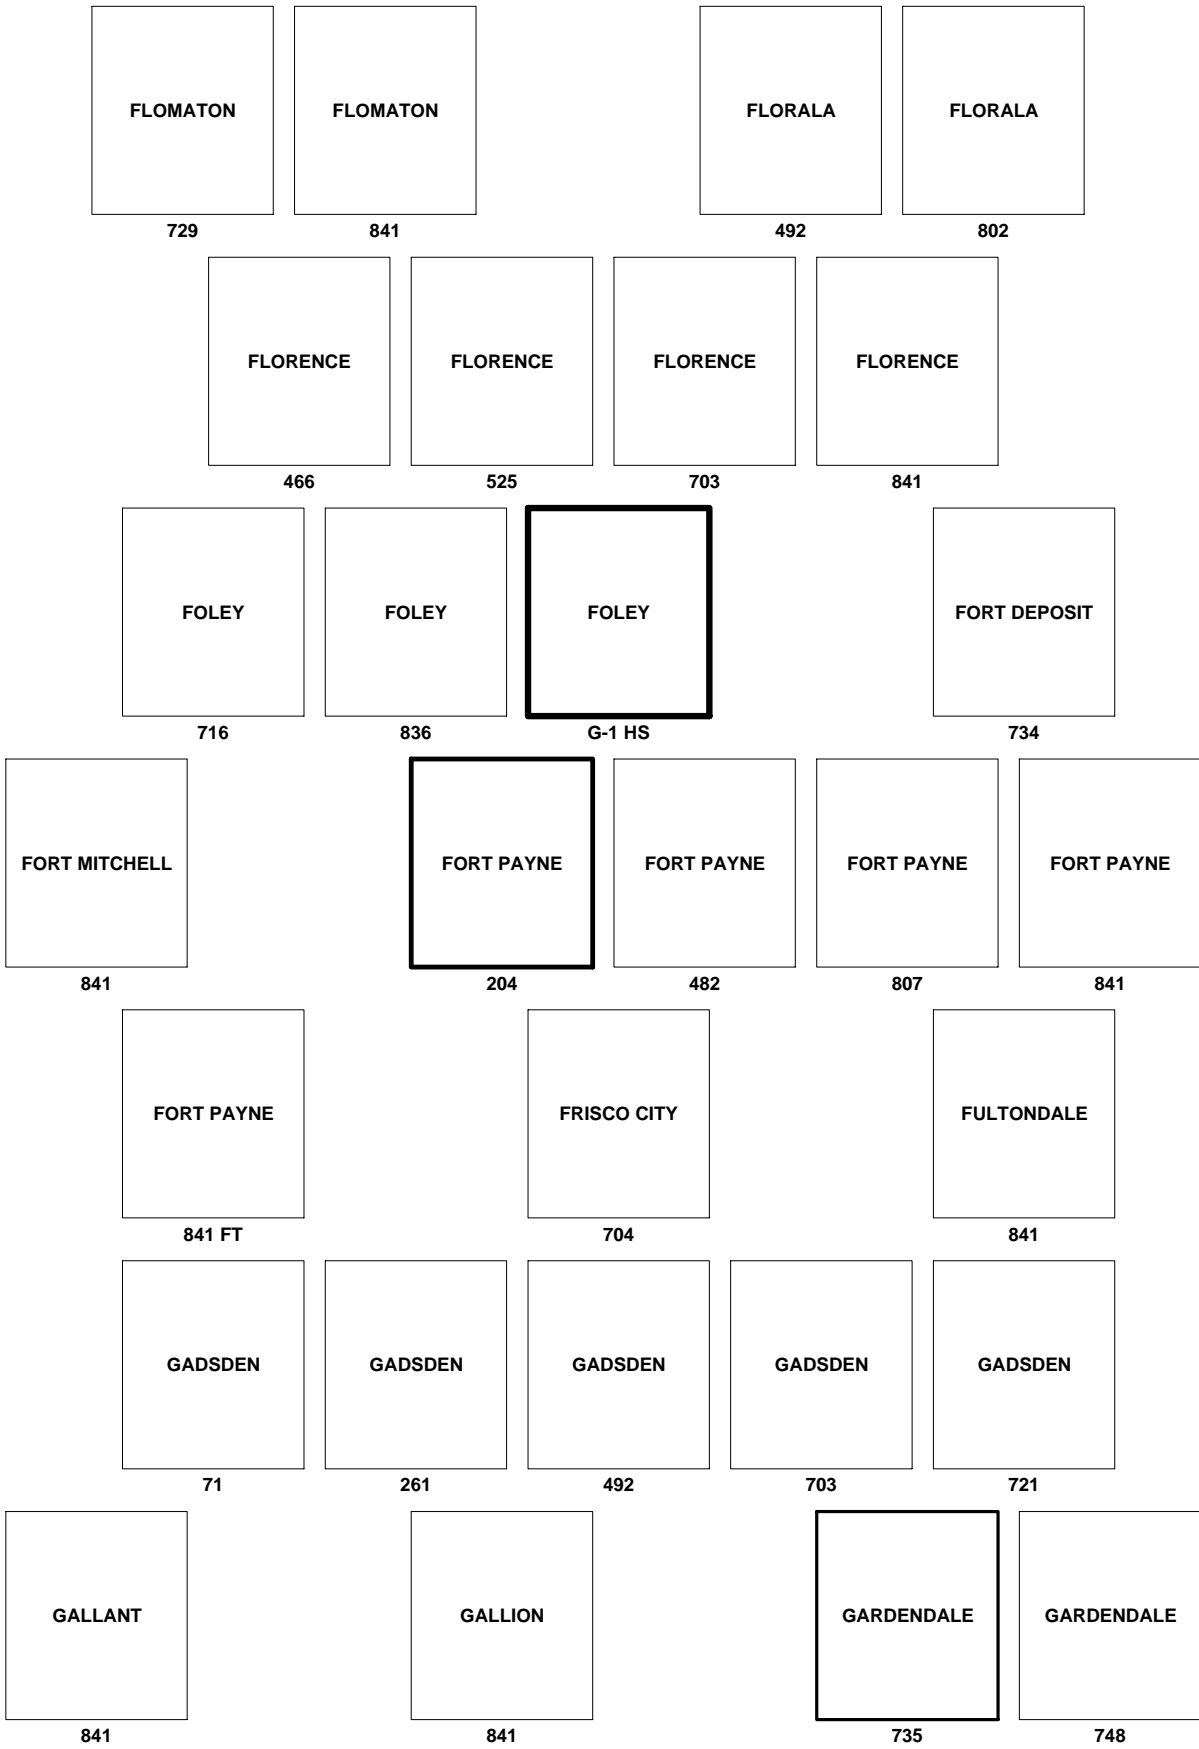 FLOMATON FLOMATON FLORALA FLORALA
729 841 492 802
FLORENCE FLORENCE FLORENCE FLORENCE
466 525 703 841
FOLEY FOLEY FOLEY FORT DEPOSIT
716 836 G-1 HS 734
FORT MITCHELL FORT PAYNE FORT PAYNE FORT PAYNE FORT PAYNE
841 204 482 807 841
FORT PAYNE FRISCO CITY FULTONDALE
841 FT 704 841
GADSDEN GADSDEN GADSDEN GADSDEN GADSDEN
71 261 492 703 721
GALLANT GALLION GARDENDALE GARDENDALE
841 841 735 748